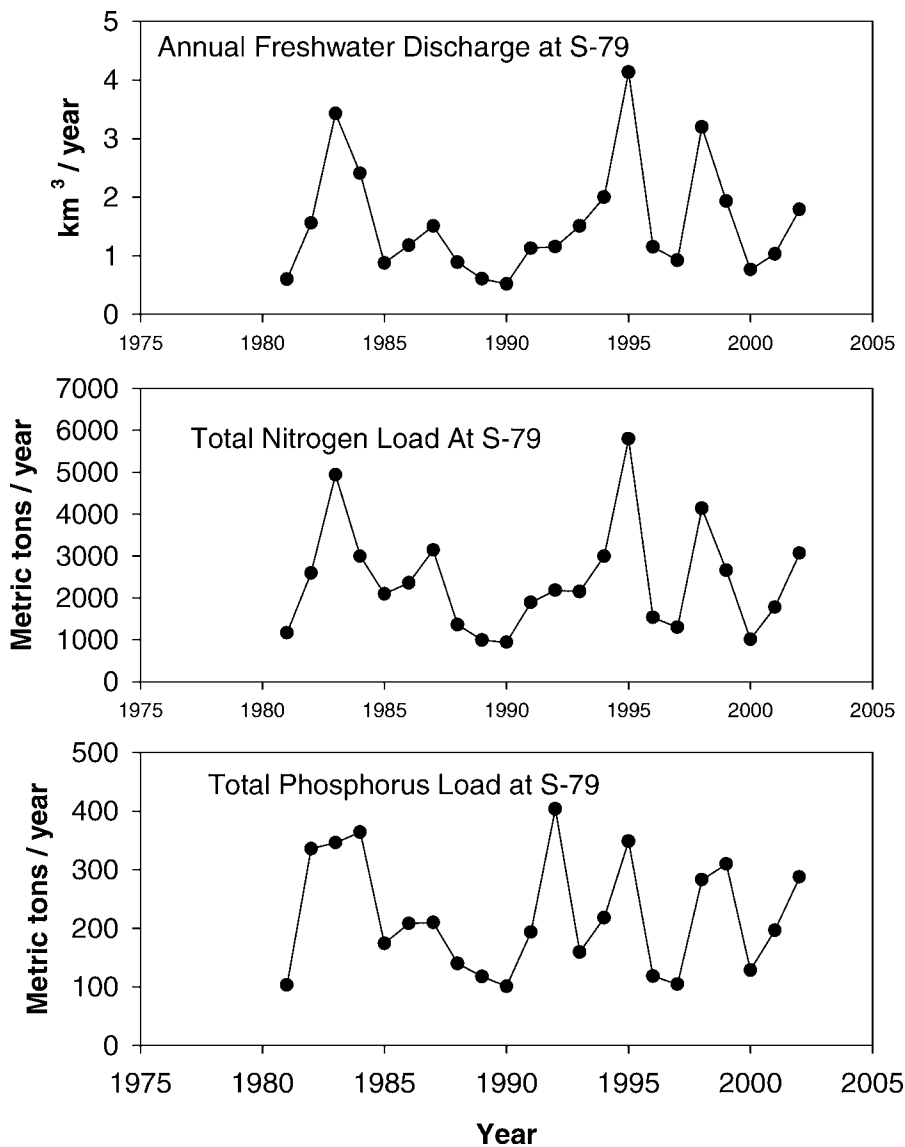 Annual Freshwater Discharge at S-79
km 3 / year
5
4
3
2
1
0
1975 1980 1985 1990 1995 2000 2005
Total Nitrogen Load At S-79
Metric tons / year
7000
6000
5000
4000
3000
2000
1000
0
1975 1980 1985 1990 1995 2000 2005
Total Phosphorus Load at S-79
Metric tons / year
500
400
300
200
100
0
1975 1980 1985 1990 1995 2000 2005
Year